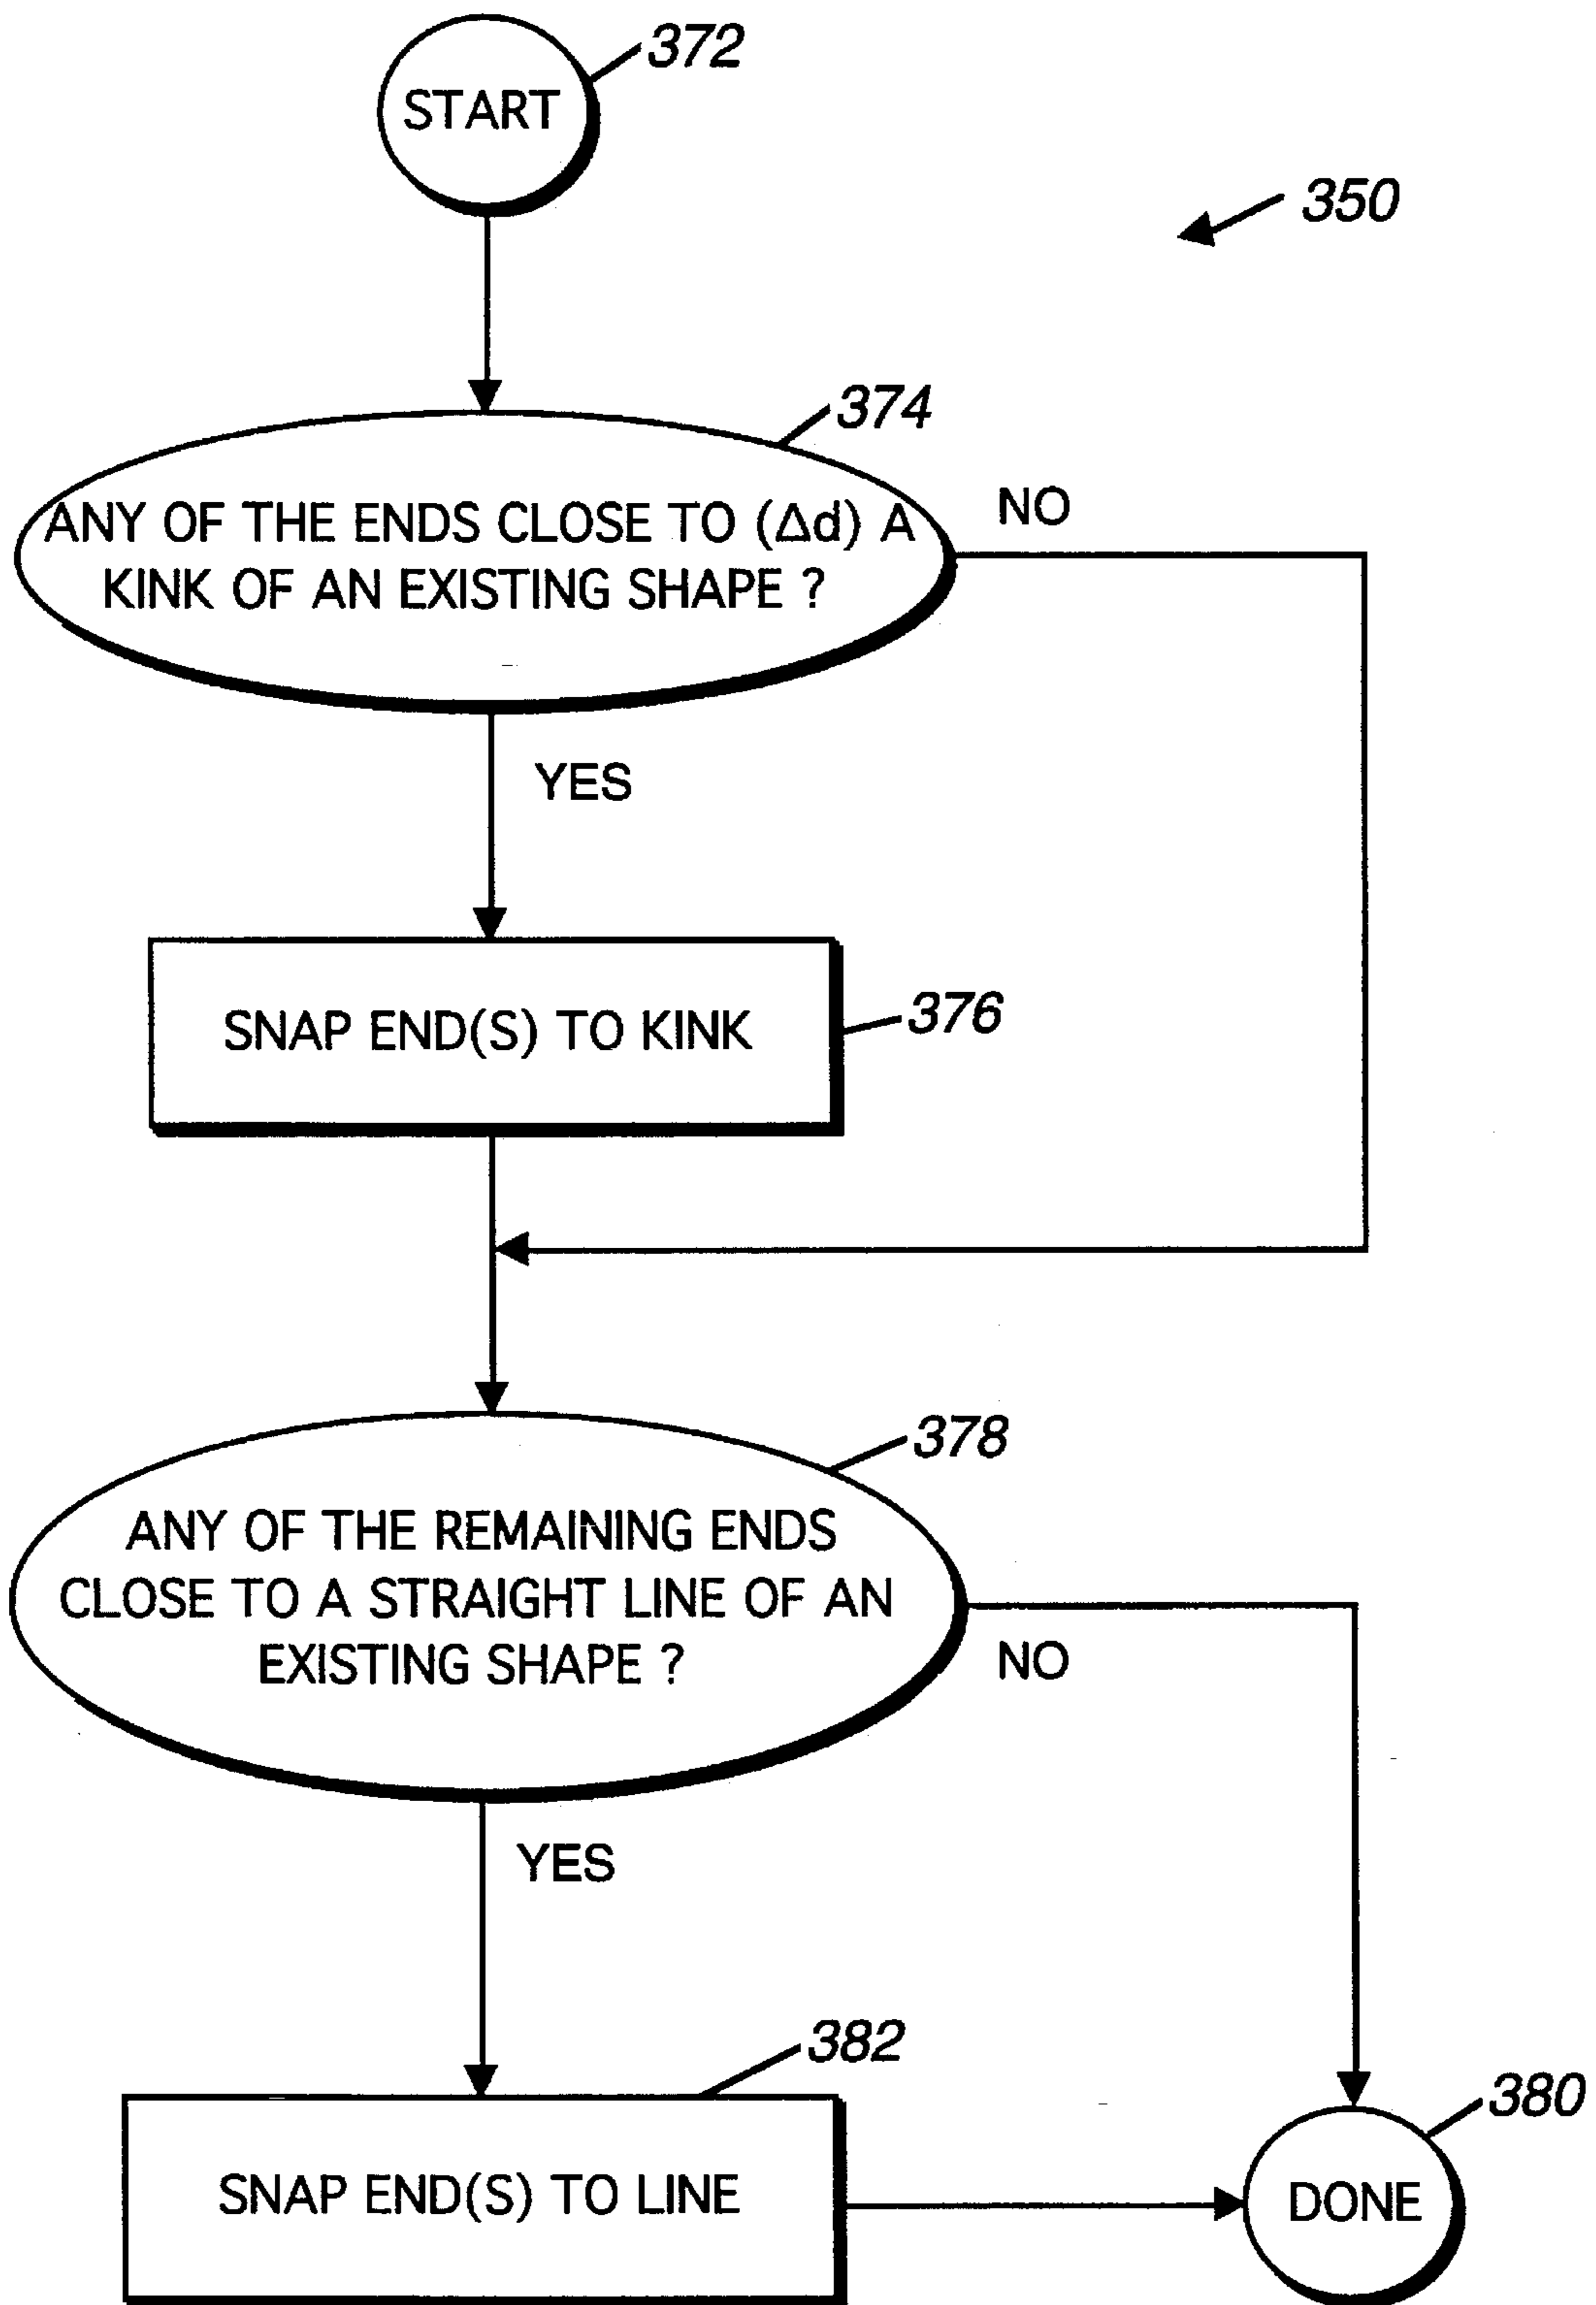 372
START
350
374
ANY OF THE ENDS CLOSE TO (Δd) A
KINK OF AN EXISTING SHAPE ?
NO
YES
SNAP END(S) TO KINK
376
378
ANY OF THE REMAINING ENDS
CLOSE TO A STRAIGHT LINE OF AN
EXISTING SHAPE ?
NO
YES
382
SNAP END(S) TO LINE
380
DONE